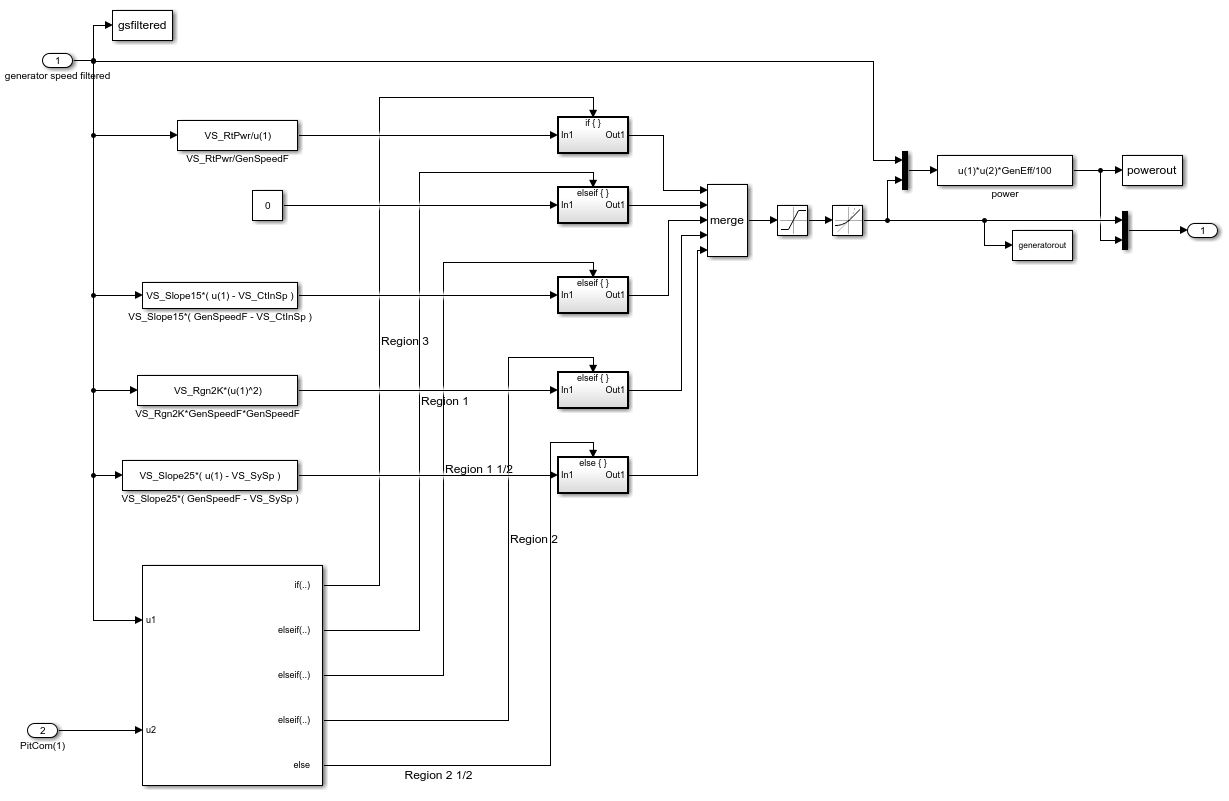 gsfiltered
1
generator speed filtered
if { }
VS_RtPwr/u(1)
In1
Out1
VS_RtPwr/GenSpeedF
u(1)*u(2)*GenEff/100
powerout
power
elseif { }
0
In1
Out1
merge
1
generatorout
elseif { }
VS_Slope15*( u(1) - VS_CtInSp )
In1
Out1
VS_Slope15*( GenSpeedF - VS_CtInSp )
Region 3
elseif { }
VS_Rgn2K*(u(1)^2)
In1
Out1
Region 1
VS_Rgn2K*GenSpeedF*GenSpeedF
else { }
Region 1 1/2
VS_Slope25*( u(1) - VS_SySp )
In1
Out1
VS_Slope25*( GenSpeedF - VS_SySp )
Region 2
if(..)
u1
elseif(..)
elseif(..)
elseif(..)
2
u2
PitCom(1)
else
Region 2 1/2